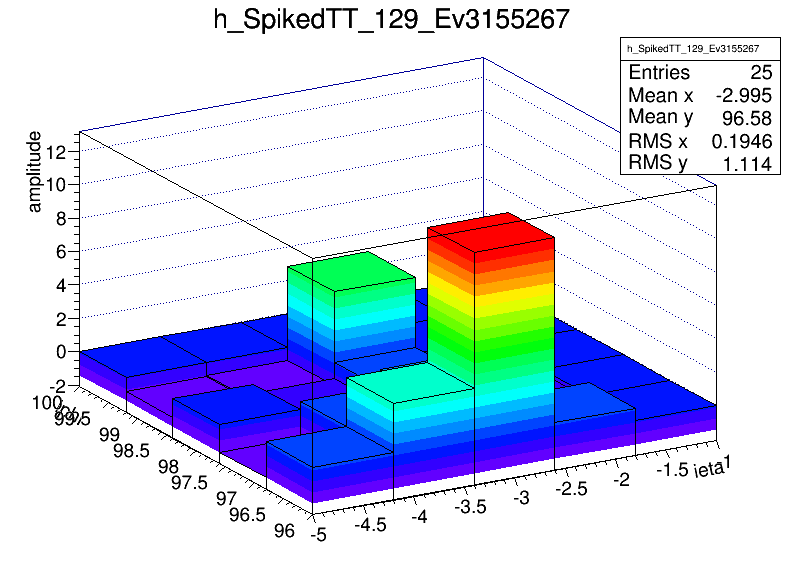 h_SpikedTT_129_Ev3155267
h_SpikedTT_129_Ev3155267
Entries 25
Mean x -2.995
Mean y 96.58
RMS x 0.1946
RMS y 1.114
amplitude
12
10
8
6
4
2
0
-2
100
99.5
99
98.5
98
97.5
97
96.5
96
-5
-4.5
-4
-3.5
-3
-2.5
-2
-1.5
-1
ieta